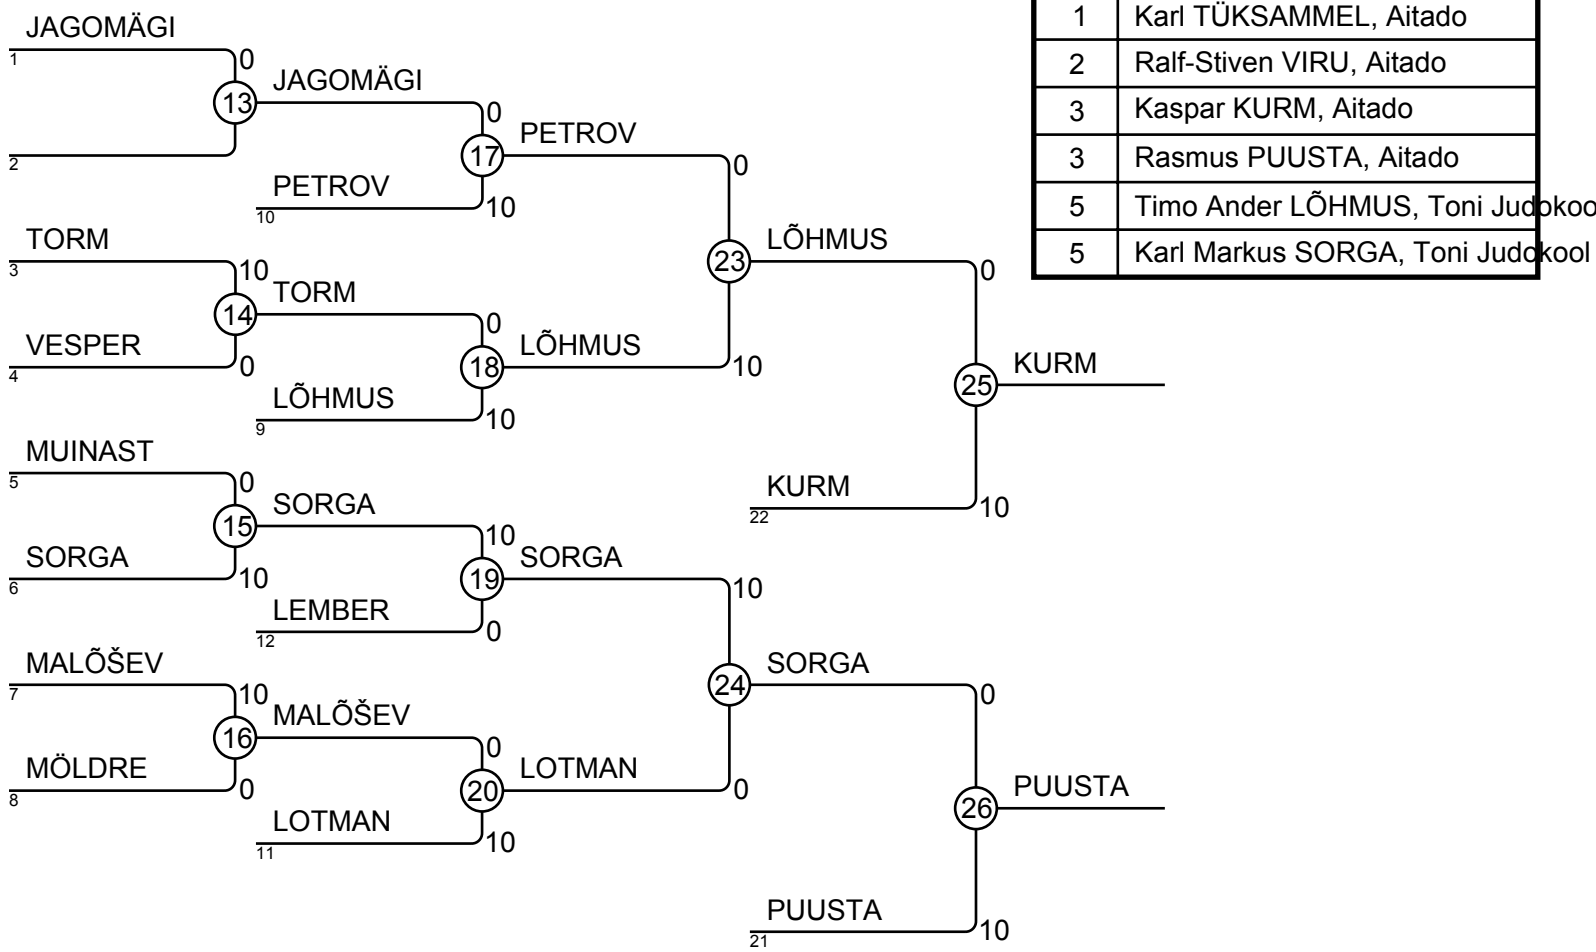 JAGOMÄGI
1
0
13
JAGOMÄGI
2
0
17
PETROV
PETROV
10
10
0
TORM
3
10
14
TORM
VESPER
4
0
0
18
LÕHMUS
LÕHMUS
9
10
10
23
LÕHMUS
0
MUINAST
5
0
15
SORGA
SORGA
6
10
10
19
SORGA
LEMBER
12
0
10
KURM
22
10
25
KURM
MALÕŠEV
7
10
16
MALÕŠEV
MÖLDRE
8
0
0
20
LOTMAN
LOTMAN
11
10
0
24
SORGA
0
PUUSTA
21
10
26
PUUSTA
1 Karl TÜKSAMMEL, Aitado
2 Ralf-Stiven VIRU, Aitado
3 Kaspar KURM, Aitado
3 Rasmus PUUSTA, Aitado
5 Timo Ander LÕHMUS, Toni Judokoo
5 Karl Markus SORGA, Toni Judokool